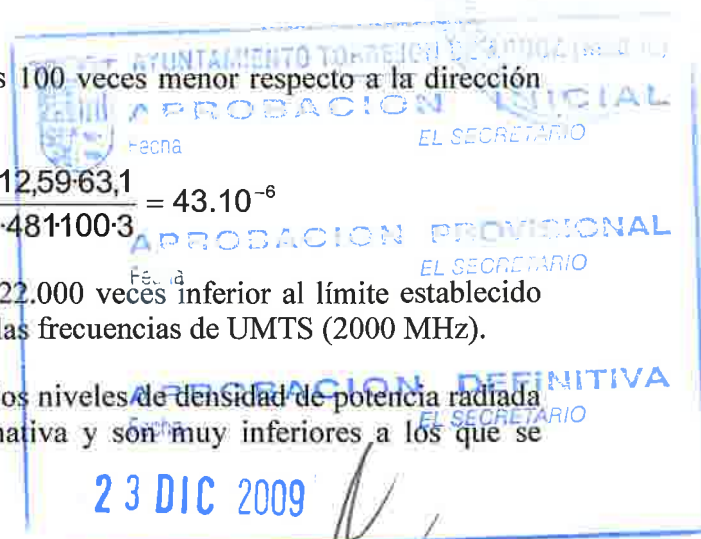 AYUNTAMIENTO TORREJON
s 100 veces menor respecto a la dirección
APROBACION INICIAL
Fecha EL SECRETARIO
12,59·63,1
·481·100·3 = 43.10⁻⁶
APROBACION PROVISIONAL
Fecha EL SECRETARIO
22.000 veces inferior al límite establecido
las frecuencias de UMTS (2000 MHz).
APROBACION DEFINITIVA
os niveles de densidad de potencia radiada
Fecha EL SECRETARIO
nativa y son muy inferiores a los que se
23 DIC 2009